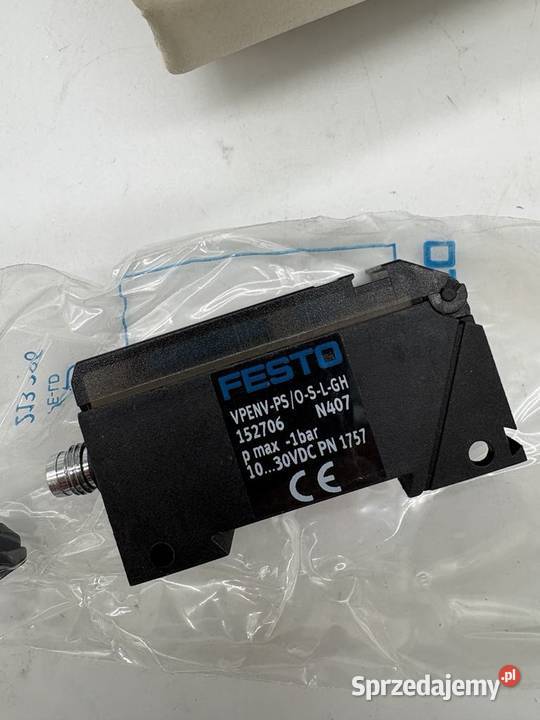 FESTO
VPENV-PS/O-S-L-GH
152706 N407
p max -1bar
10...30VDC PN 1757
CE
Sprzedajemy.pl